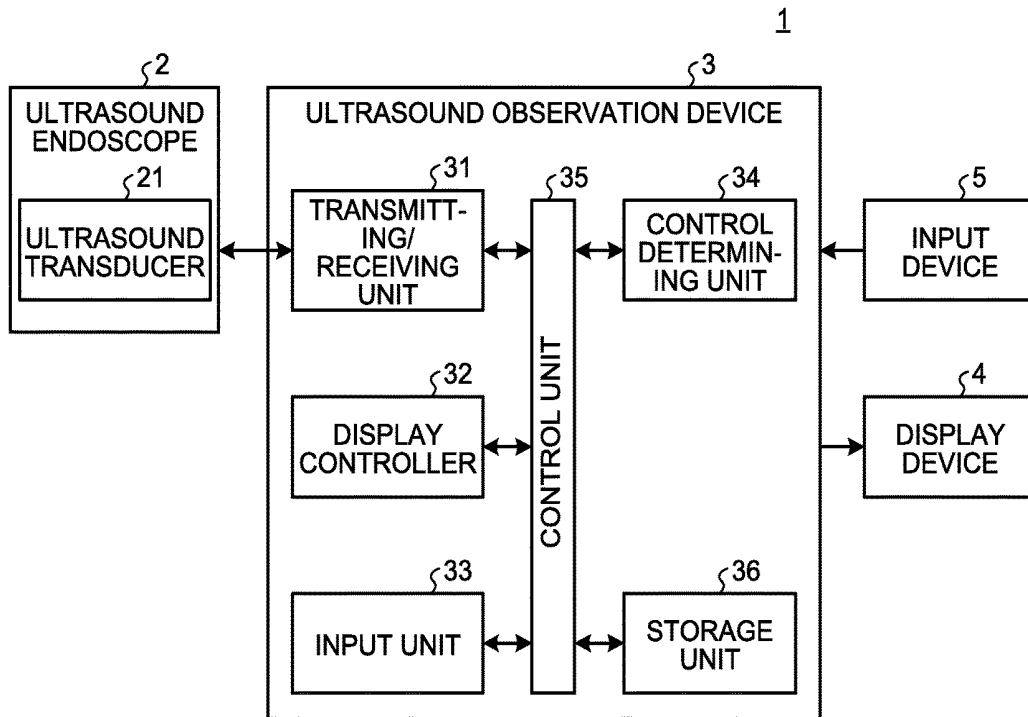 1
2
ULTRASOUND
ENDOSCOPE
21
ULTRASOUND
TRANSDUCER
3
ULTRASOUND OBSERVATION DEVICE
31
TRANSMITT-
ING/
RECEIVING
UNIT
32
DISPLAY
CONTROLLER
33
INPUT UNIT
35
CONTROL UNIT
34
CONTROL
DETERMIN-
ING UNIT
36
STORAGE
UNIT
5
INPUT
DEVICE
4
DISPLAY
DEVICE